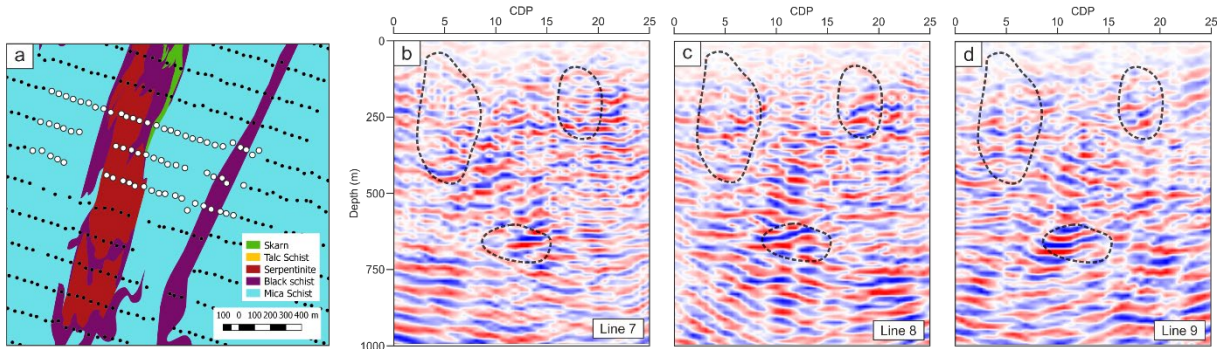 a
Skarn
Talc Schist
Serpentinite
Black schist
Mica Schist
100 0 100 200 300 400 m
CDP
0 5 10 15 20 25
b
Depth (m)
0
250
500
750
1000
Line 7
CDP
0 5 10 15 20 25
c
Line 8
CDP
0 5 10 15 20 25
d
Line 9